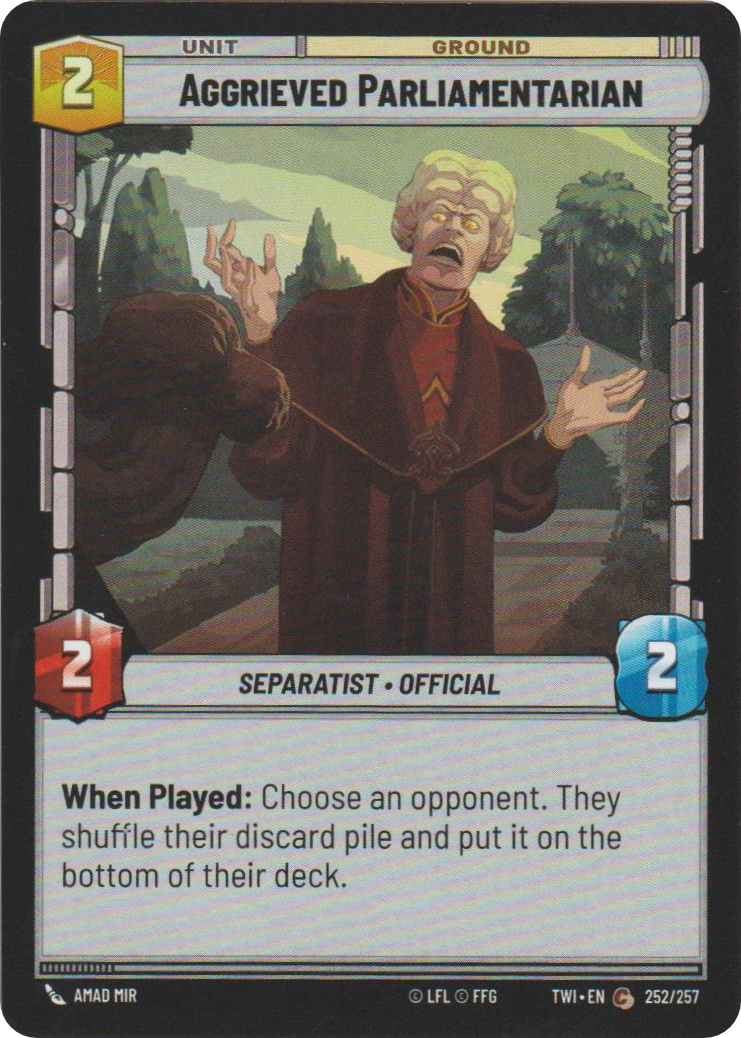 UNIT GROUND
2 AGGRIEVED PARLIAMENTARIAN
2 SEPARATIST • OFFICIAL 2
When Played: Choose an opponent. They
shuffle their discard pile and put it on the
bottom of their deck.
AMAD MIR © LFL © FFG TWI • EN C 252/257